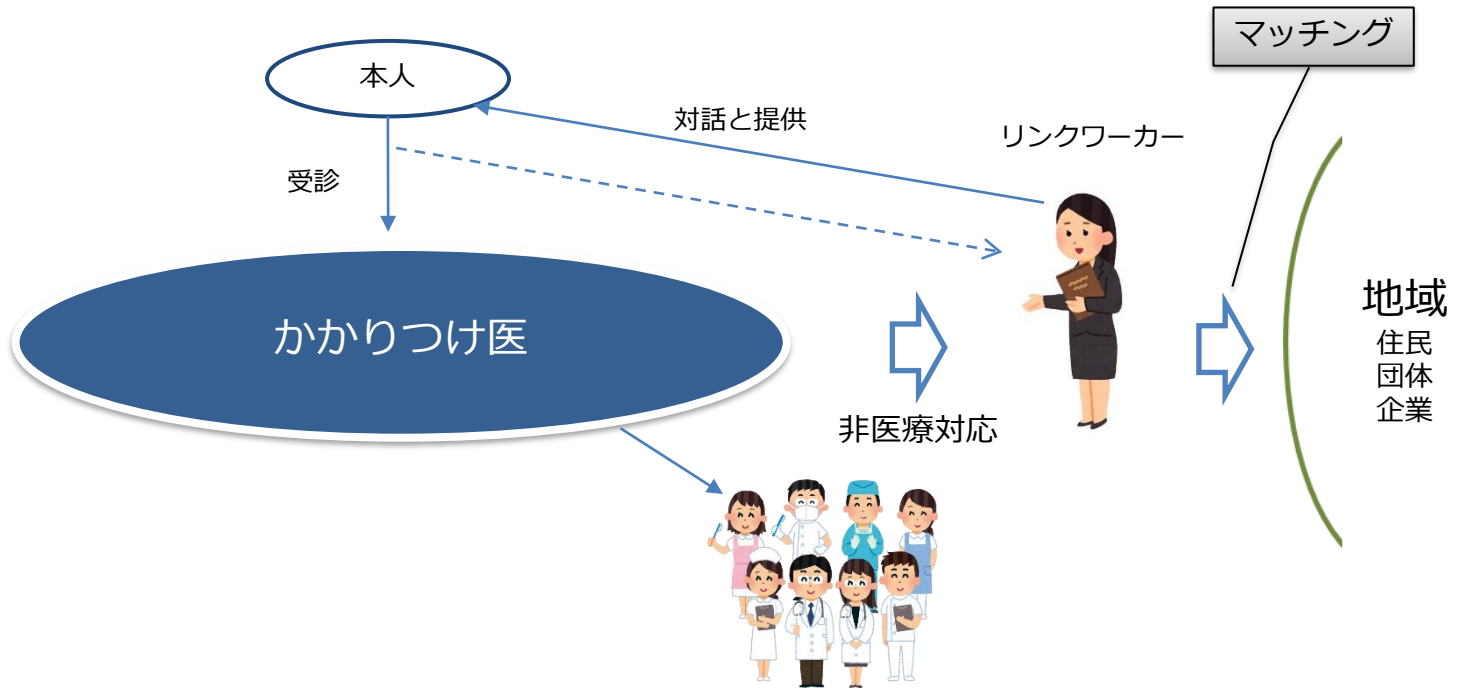 マッチング
本人
対話と提供
リンクワーカー
受診
かかりつけ医
地域
住民
団体
企業
非医療対応